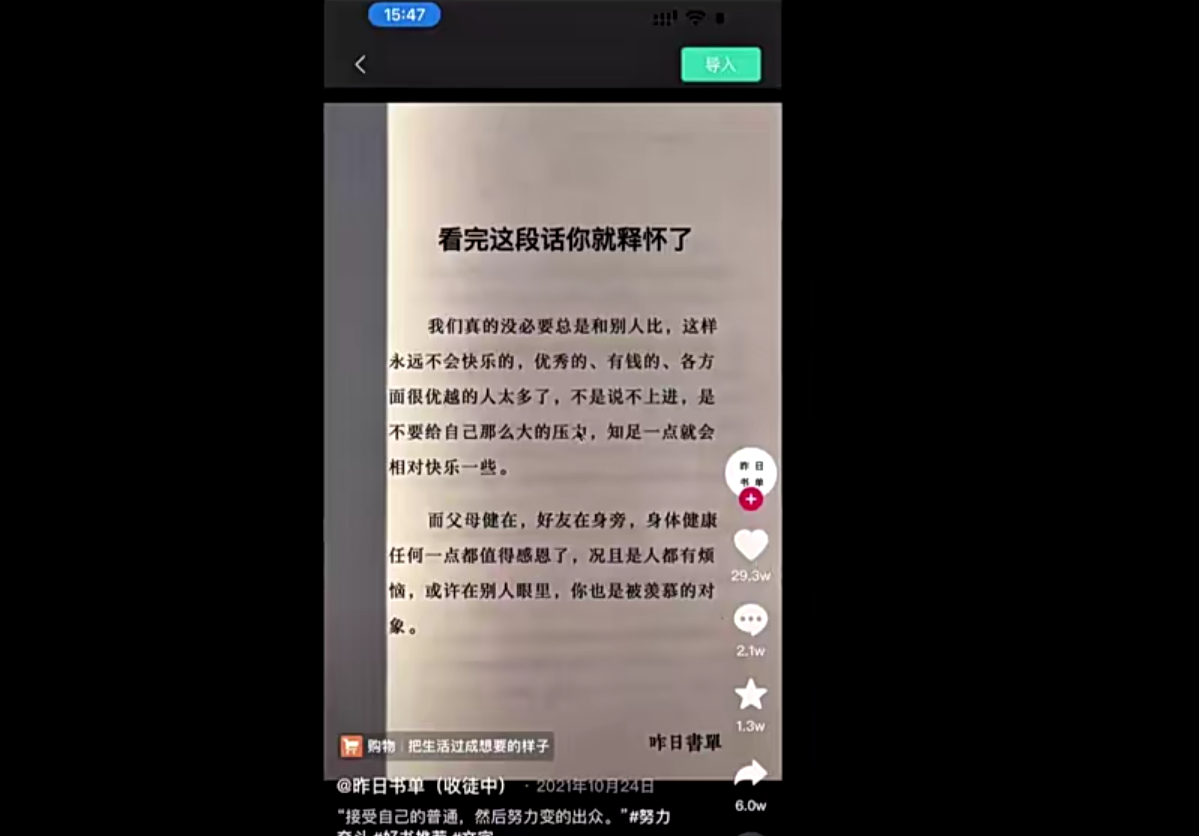 15:47
导入
看完这段话你就释怀了
我们真的没必要总是和别人比，这样
永远不会快乐的，优秀的、有钱的、各方
面很优越的人太多了，不是说不上进，是
不要给自己那么大的压力，知足一点就会
相对快乐一些。
而父母健在，好友在身旁，身体健康
任何一点都值得感恩了，况且是人都有烦
恼，或许在别人眼里，你也是被羡慕的对
象。
昨日
书单
29.3w
2.1w
1.3w
昨日書單
购物 | 把生活过成想要的样子
@昨日书单（收徒中） · 2021年10月24日
6.0w
“接受自己的普通，然后努力变的出众。”#努力